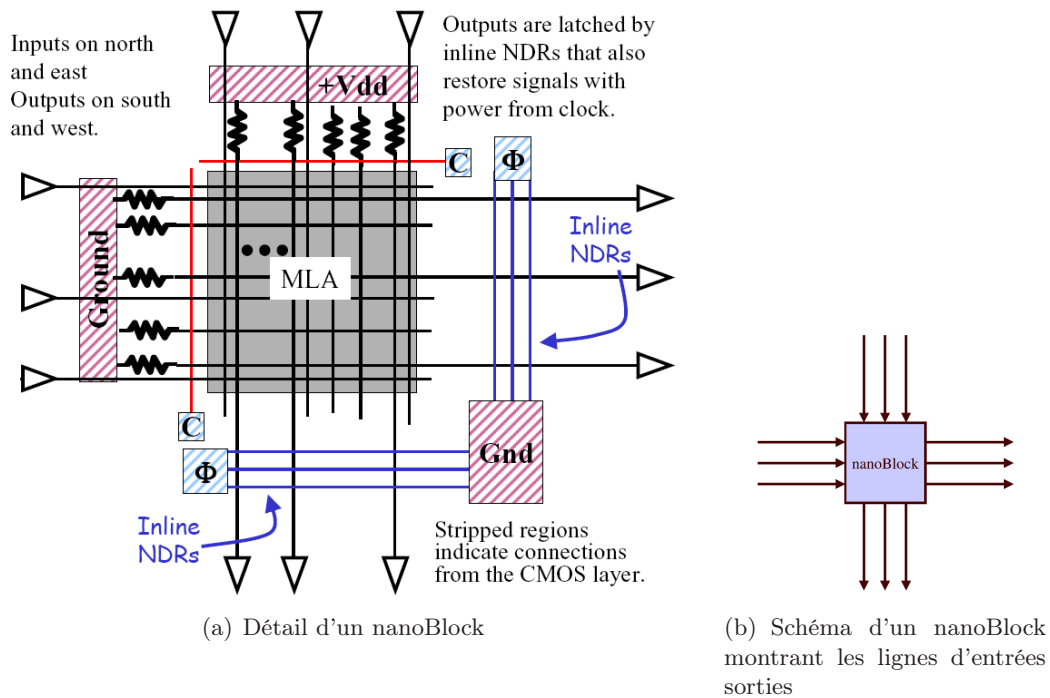 Inputs on north
and east
Outputs on south
and west.
Outputs are latched by
inline NDRs that also
restore signals with
power from clock.
+Vdd
C
Φ
Inline
NDRs
Ground
MLA
C
Φ
Gnd
Inline
NDRs
Stripped regions
indicate connections
from the CMOS layer.
nanoBlock
(a) Détail d'un nanoBlock
(b) Schéma d'un nanoBlock
montrant les lignes d'entrées
sorties